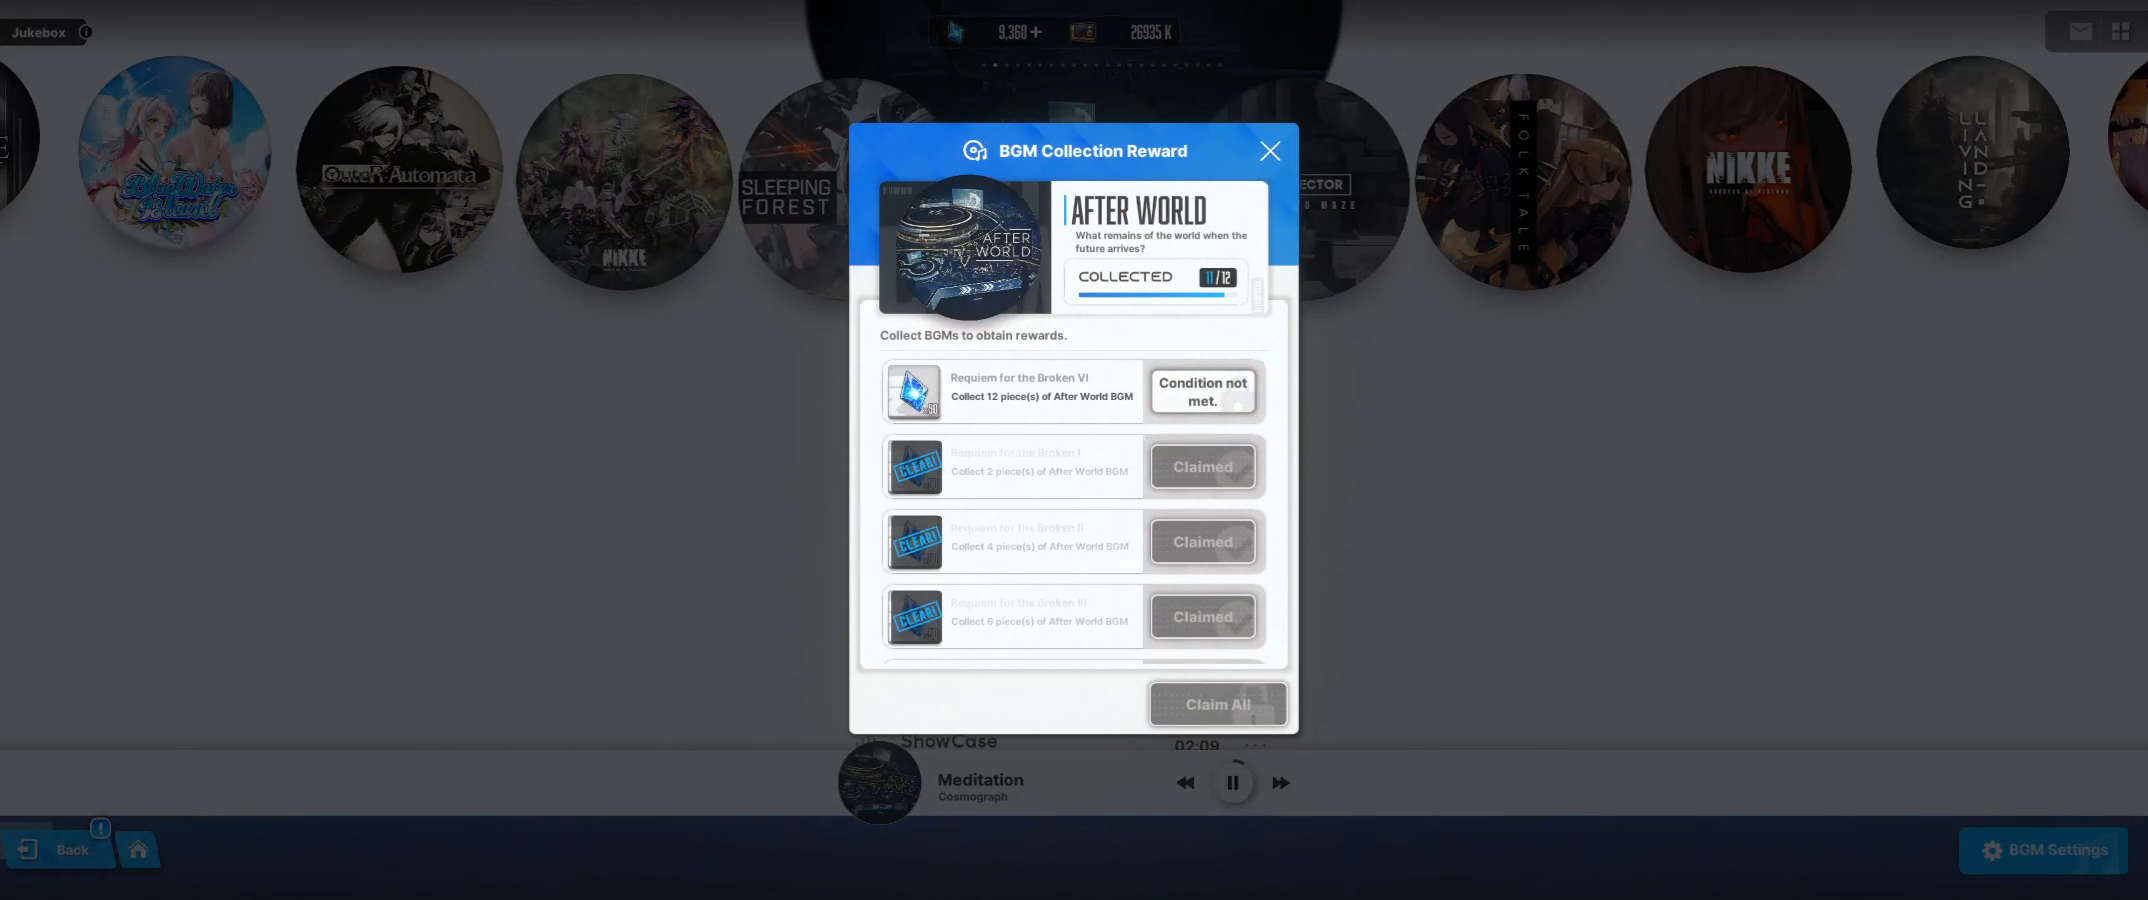 Jukebox
9,360 +
26935 K
Blue Water Island
OuteR: Automata
NIKKE
SLEEPING
FOREST
FOLK TALE
NIKKE
LIVING
LAND-
BGM Collection Reward
AFTER WORLD
AFTER
WORLD
What remains of the world when the
future arrives?
COLLECTED 11/12
Collect BGMs to obtain rewards.
Requiem for the Broken VI
Collect 12 piece(s) of After World BGM
x50
Condition not
met.
CLEAR!
Requiem for the Broken I
Collect 2 piece(s) of After World BGM
Claimed
CLEAR!
Requiem for the Broken II
Collect 4 piece(s) of After World BGM
Claimed
CLEAR!
Requiem for the Broken III
Collect 6 piece(s) of After World BGM
Claimed
Claim All
ShowCase
02:09
Meditation
Cosmograph
Back
BGM Settings